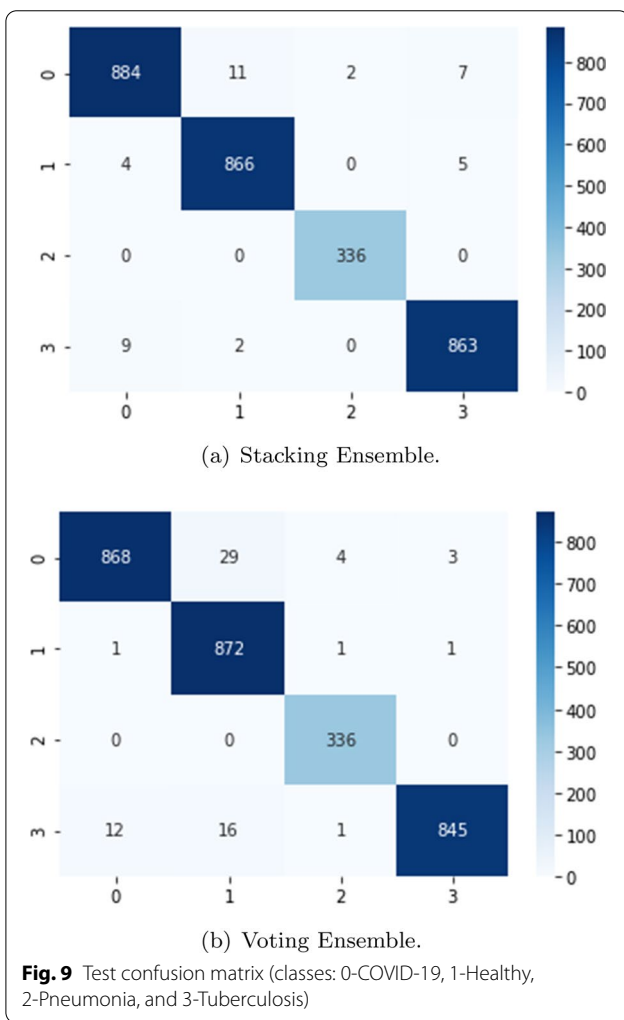 0 884 11 2 7
1 4 866 0 5
2 0 0 336 0
3 9 2 0 863
0 1 2 3
800
700
600
500
400
300
200
100
0
(a) Stacking Ensemble.
0 868 29 4 3
1 1 872 1 1
2 0 0 336 0
3 12 16 1 845
0 1 2 3
800
700
600
500
400
300
200
100
0
(b) Voting Ensemble.
Fig. 9 Test confusion matrix (classes: 0-COVID-19, 1-Healthy,
2-Pneumonia, and 3-Tuberculosis)